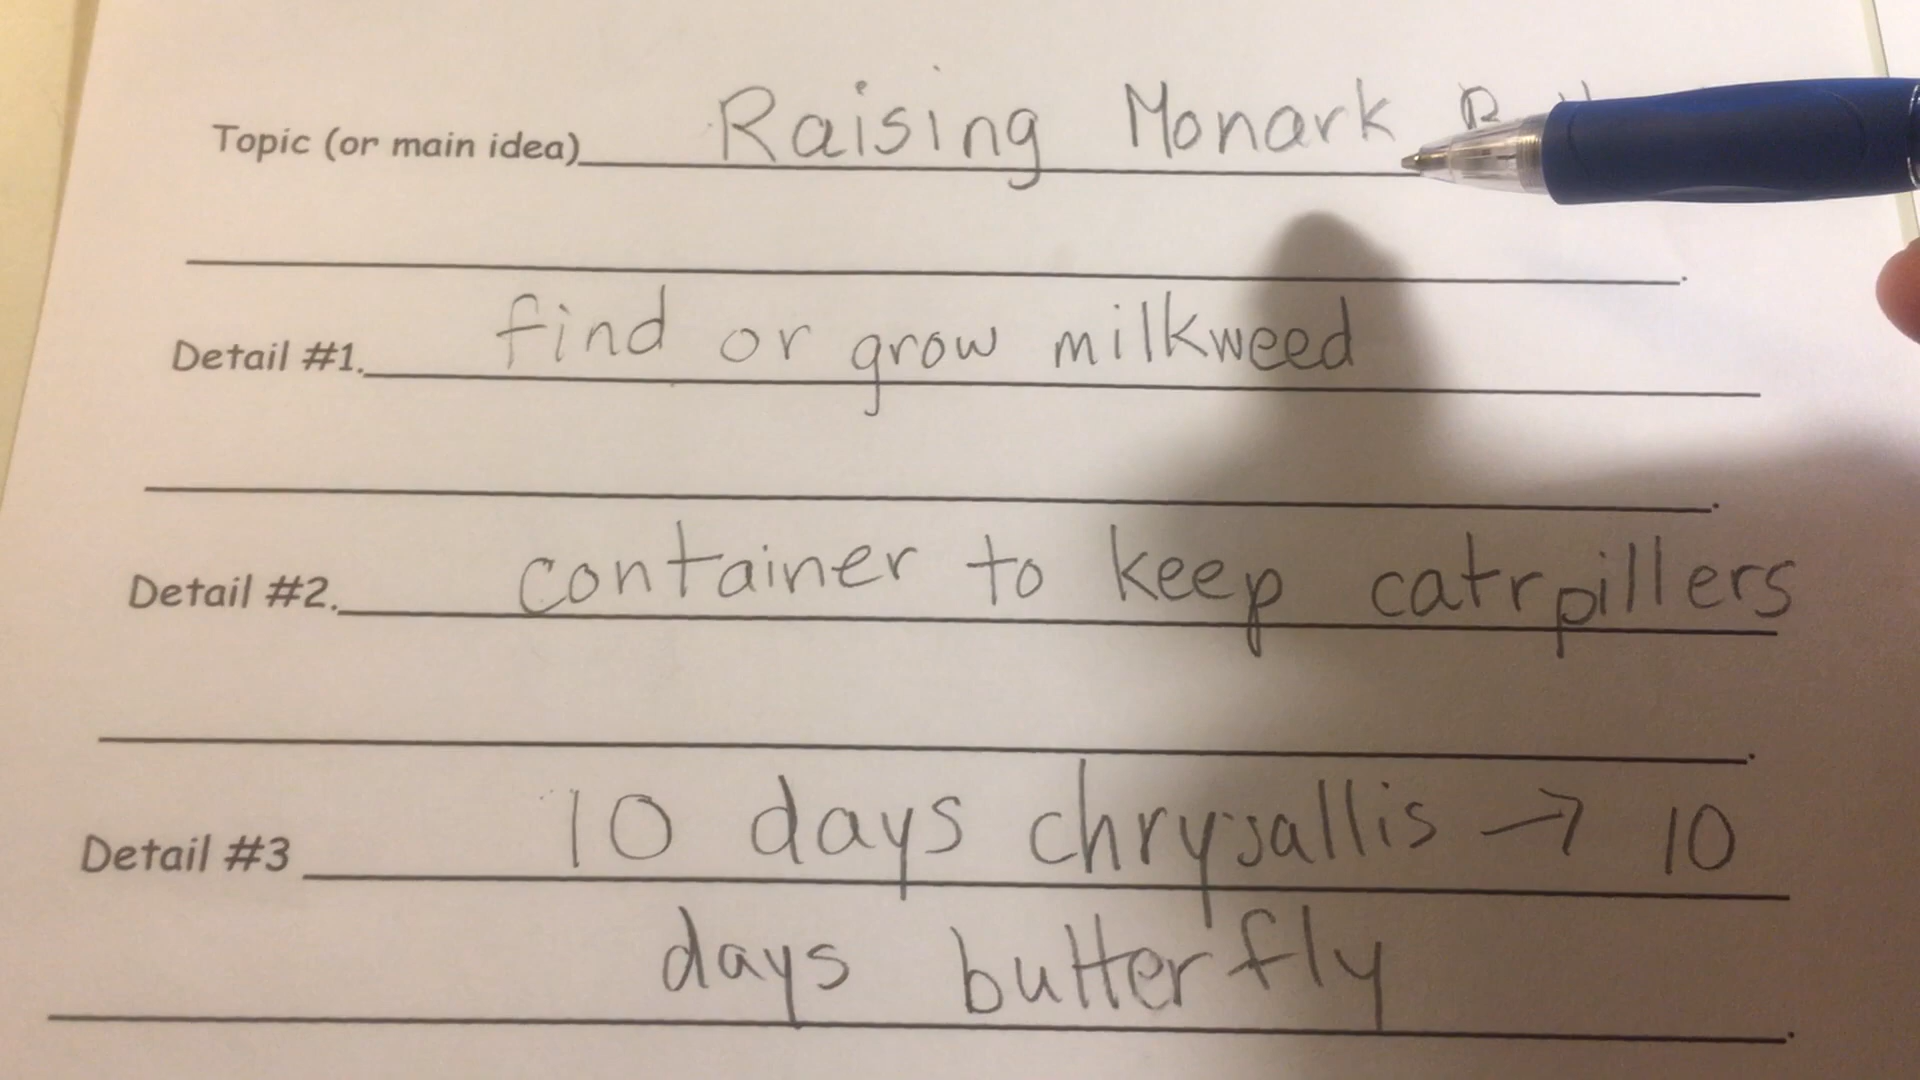 Topic (or main idea) Raising Monark
Detail #1. find or grow milkweed
Detail #2. container to keep catrpillers
Detail #3 10 days chrysallis → 10
days butterfly